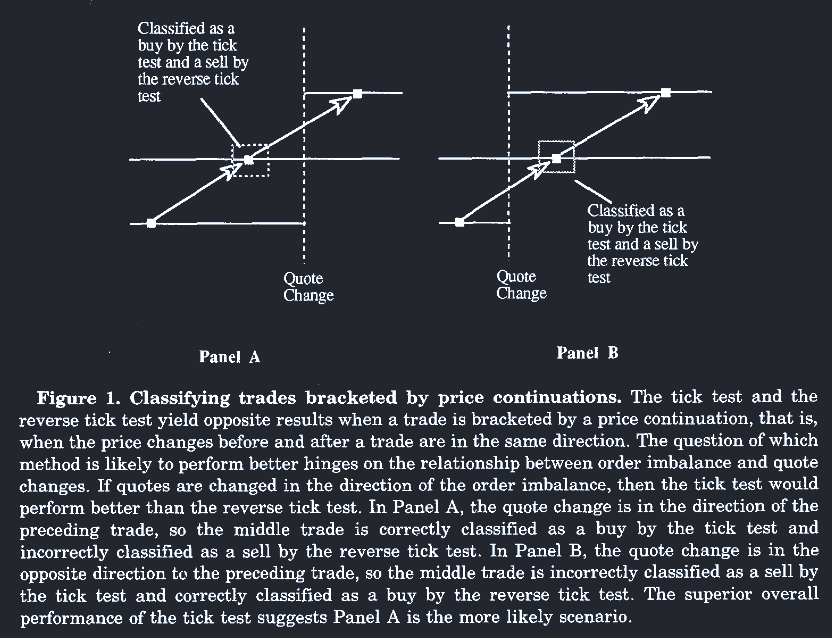 Classified as a
buy by the tick
test and a sell by
the reverse tick
test
Quote
Change
Panel A
Classified as a
buy by the tick
test and a sell by
the reverse tick
test
Quote
Change
Panel B
Figure 1. Classifying trades bracketed by price continuations. The tick test and the
reverse tick test yield opposite results when a trade is bracketed by a price continuation, that is,
when the price changes before and after a trade are in the same direction. The question of which
method is likely to perform better hinges on the relationship between order imbalance and quote
changes. If quotes are changed in the direction of the order imbalance, then the tick test would
perform better than the reverse tick test. In Panel A, the quote change is in the direction of the
preceding trade, so the middle trade is correctly classified as a buy by the tick test and
incorrectly classified as a sell by the reverse tick test. In Panel B, the quote change is in the
opposite direction to the preceding trade, so the middle trade is incorrectly classified as a sell by
the tick test and correctly classified as a buy by the reverse tick test. The superior overall
performance of the tick test suggests Panel A is the more likely scenario.